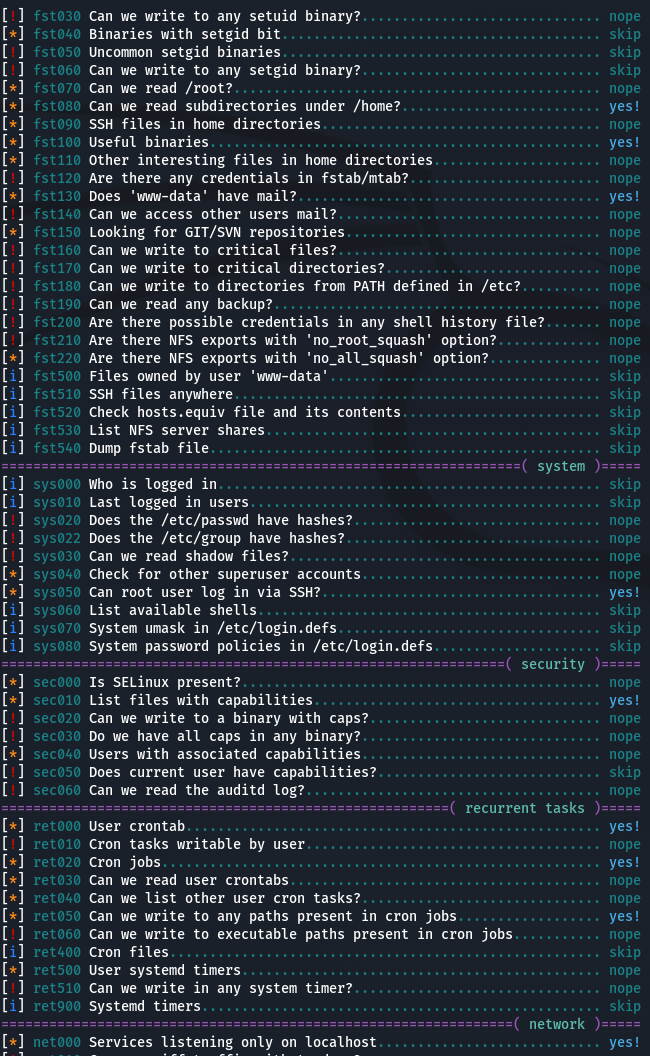 [!] fst030 Can we write to any setuid binary?.............................. nope
[*] fst040 Binaries with setgid bit........................................ skip
[!] fst050 Uncommon setgid binaries........................................ skip
[!] fst060 Can we write to any setgid binary?.............................. skip
[*] fst070 Can we read /root?.............................................. nope
[*] fst080 Can we read subdirectories under /home?......................... yes!
[*] fst090 SSH files in home directories................................... nope
[*] fst100 Useful binaries................................................. yes!
[*] fst110 Other interesting files in home directories..................... nope
[!] fst120 Are there any credentials in fstab/mtab?........................ nope
[*] fst130 Does 'www-data' have mail?...................................... yes!
[!] fst140 Can we access other users mail?................................. nope
[*] fst150 Looking for GIT/SVN repositories................................ nope
[!] fst160 Can we write to critical files?................................. nope
[!] fst170 Can we write to critical directories?........................... nope
[!] fst180 Can we write to directories from PATH defined in /etc?.......... nope
[!] fst190 Can we read any backup?......................................... nope
[!] fst200 Are there possible credentials in any shell history file?....... nope
[!] fst210 Are there NFS exports with 'no_root_squash' option?............. nope
[*] fst220 Are there NFS exports with 'no_all_squash' option?.............. nope
[i] fst500 Files owned by user 'www-data'.................................. skip
[i] fst510 SSH files anywhere.............................................. skip
[i] fst520 Check hosts.equiv file and its contents......................... skip
[i] fst530 List NFS server shares.......................................... skip
[i] fst540 Dump fstab file................................................. skip
=================================================================( system )=====
[i] sys000 Who is logged in................................................ skip
[i] sys010 Last logged in users............................................ skip
[!] sys020 Does the /etc/passwd have hashes?............................... nope
[!] sys022 Does the /etc/group have hashes?................................ nope
[!] sys030 Can we read shadow files?....................................... nope
[*] sys040 Check for other superuser accounts.............................. nope
[*] sys050 Can root user log in via SSH?................................... yes!
[i] sys060 List available shells........................................... skip
[i] sys070 System umask in /etc/login.defs................................. skip
[i] sys080 System password policies in /etc/login.defs..................... skip
===============================================================( security )=====
[*] sec000 Is SELinux present?............................................. nope
[*] sec010 List files with capabilities.................................... yes!
[!] sec020 Can we write to a binary with caps?............................. nope
[!] sec030 Do we have all caps in any binary?.............................. nope
[*] sec040 Users with associated capabilities.............................. nope
[!] sec050 Does current user have capabilities?............................ skip
[!] sec060 Can we read the auditd log?..................................... nope
========================================================( recurrent tasks )=====
[*] ret000 User crontab.................................................... yes!
[!] ret010 Cron tasks writable by user..................................... nope
[*] ret020 Cron jobs....................................................... yes!
[*] ret030 Can we read user crontabs....................................... nope
[*] ret040 Can we list other user cron tasks?.............................. nope
[*] ret050 Can we write to any paths present in cron jobs.................. yes!
[!] ret060 Can we write to executable paths present in cron jobs........... nope
[i] ret400 Cron files...................................................... skip
[*] ret500 User systemd timers............................................. nope
[!] ret510 Can we write in any system timer?............................... nope
[i] ret900 Systemd timers.................................................. skip
================================================================( network )=====
[*] net000 Services listening only on localhost............................ yes!